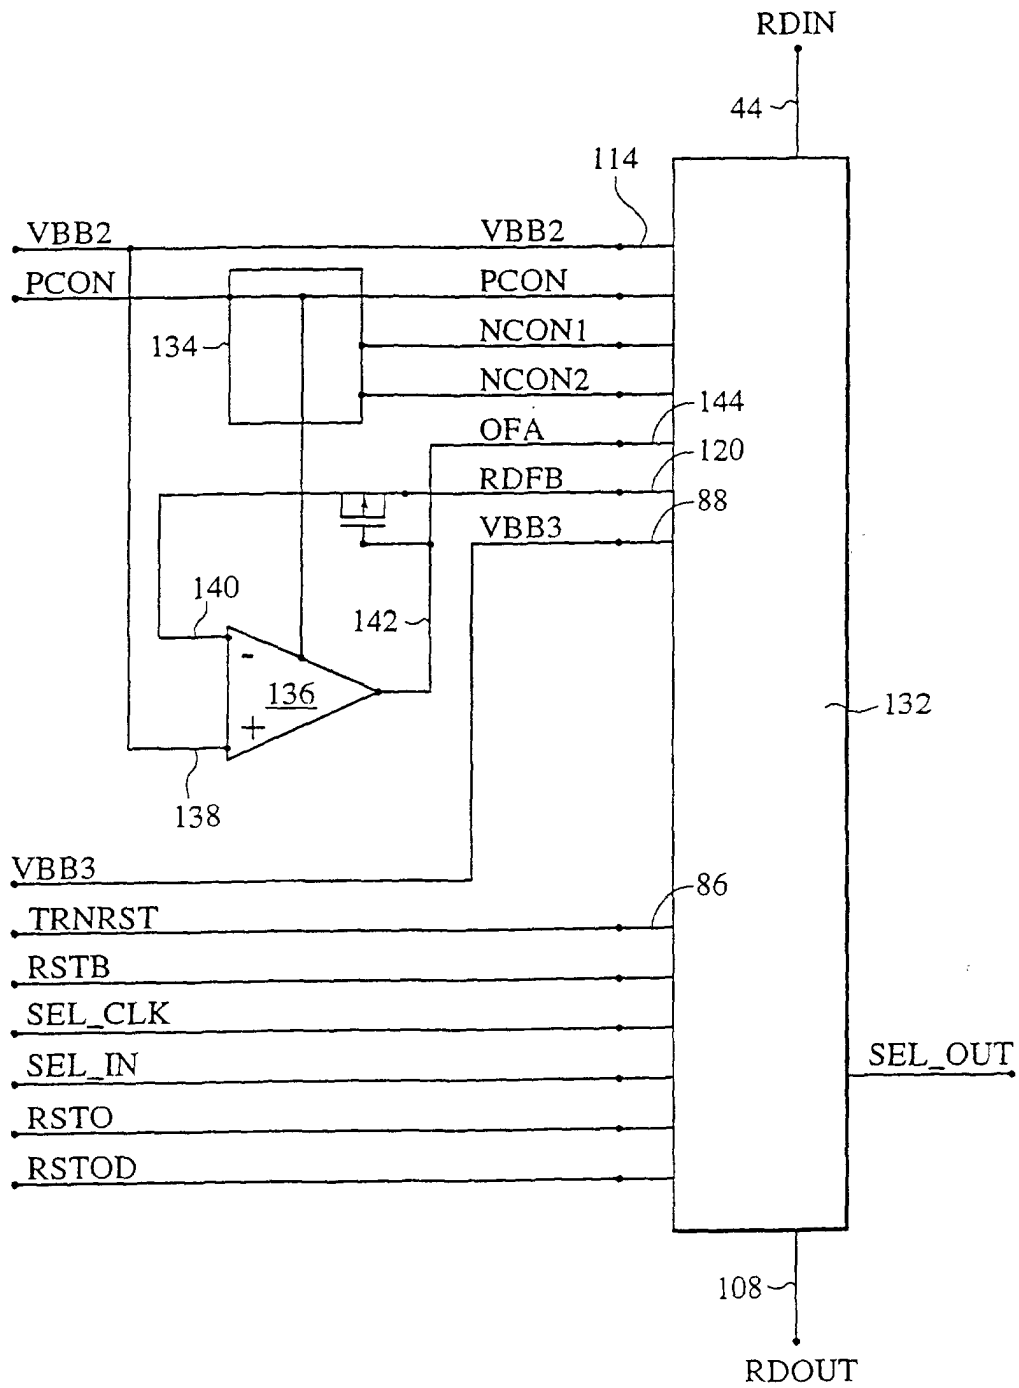 RDIN
44
114
VBB2 VBB2
PCON PCON
134 NCON1
NCON2
144
OFA
120
RDFB
88
VBB3
140
142
-
136
132
+
138
VBB3
86
TRNRST
RSTB
SEL_CLK
SEL_OUT
SEL_IN
RSTO
RSTOD
108
RDOUT